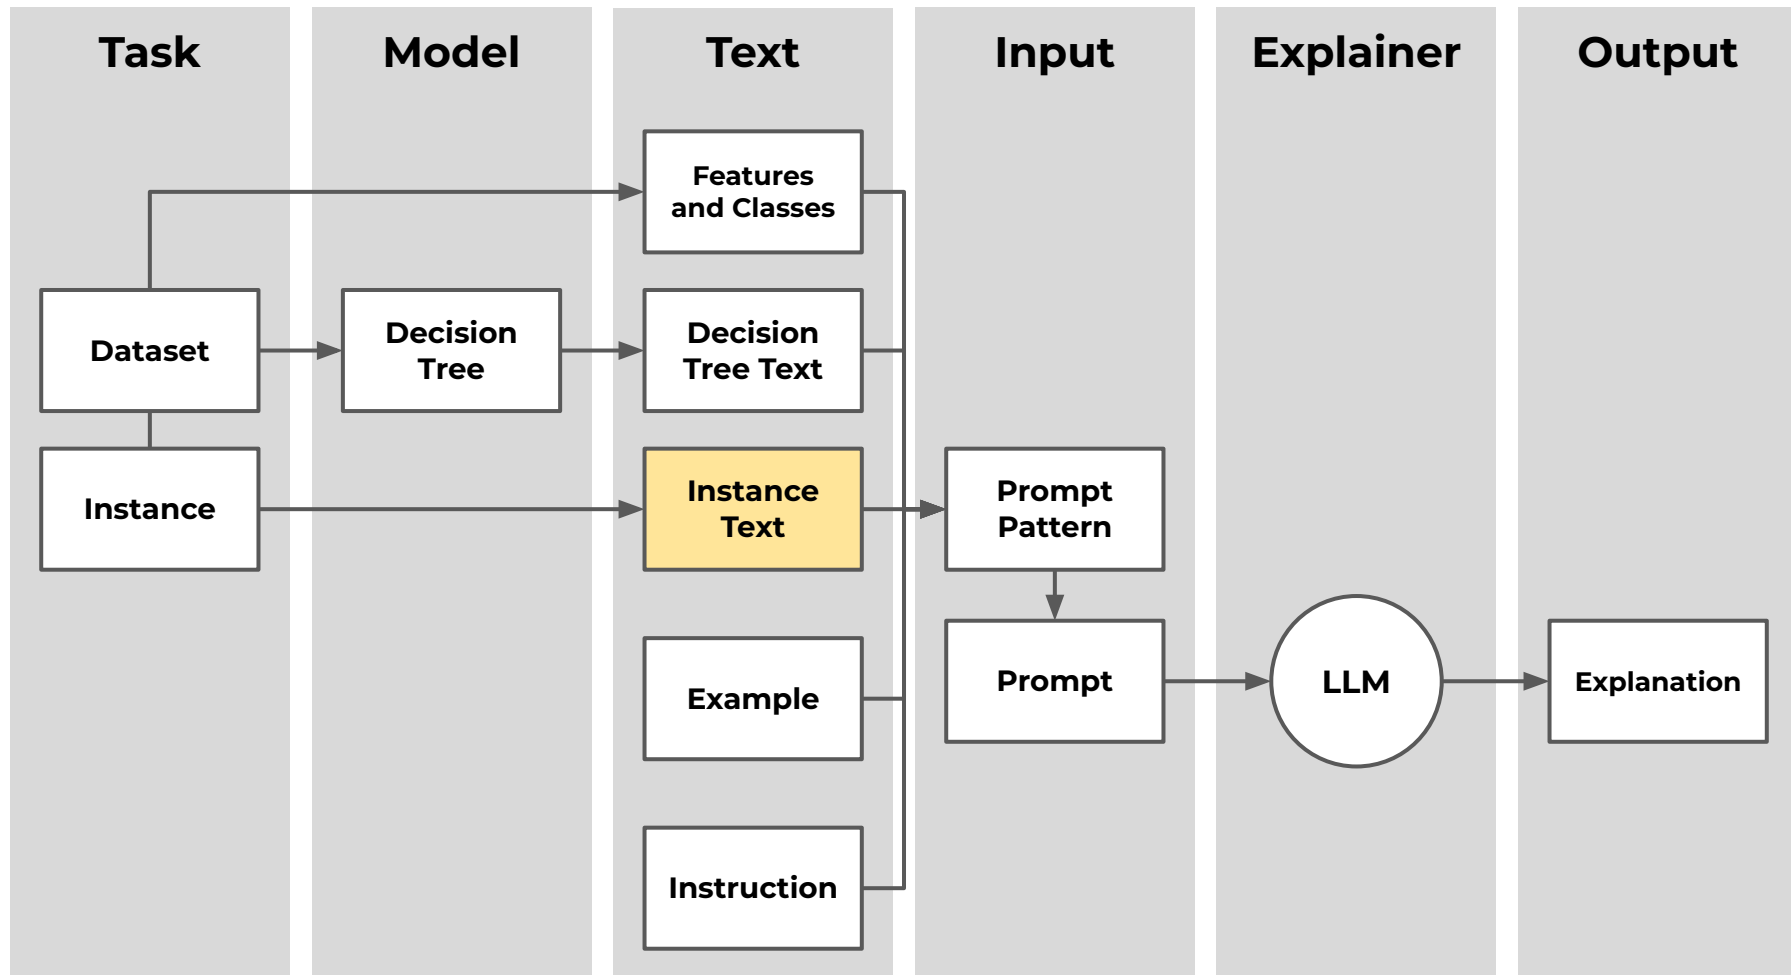 Task
Model
Text
Input
Explainer
Output
Features
and Classes
Dataset
Decision
Tree
Decision
Tree Text
Instance
Instance
Text
Prompt
Pattern
Example
Prompt
LLM
Explanation
Instruction